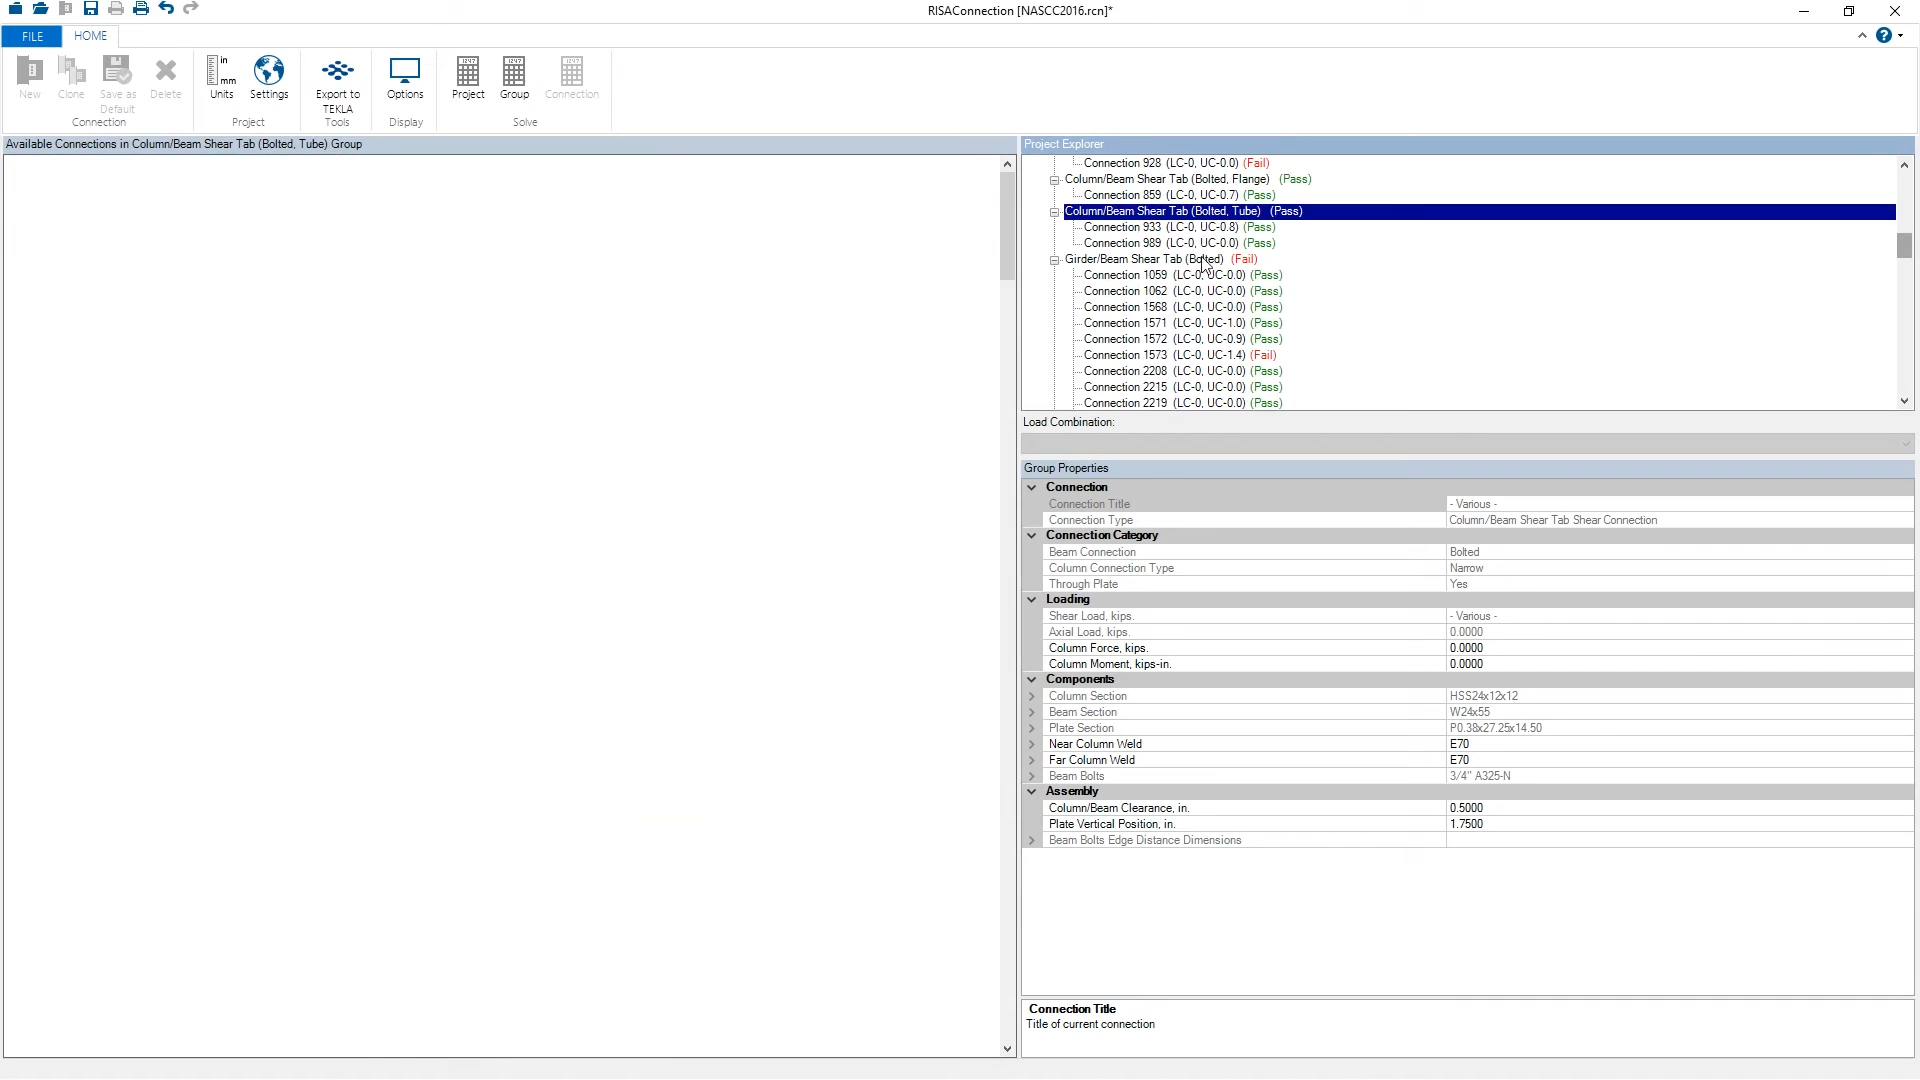 RISAConnection [NASCC2016.rcn]*
FILE
HOME
New
Clone
Save as
Default
Delete
Connection
in
mm
Units
Settings
Project
Export to
TEKLA
Tools
Options
Display
Project
Group
Connection
Solve
Available Connections in Column/Beam Shear Tab (Bolted, Tube) Group
Project Explorer
Connection 928 (LC-0, UC-0.0) (Fail)
Column/Beam Shear Tab (Bolted, Flange) (Pass)
Connection 859 (LC-0, UC-0.7) (Pass)
Column/Beam Shear Tab (Bolted, Tube) (Pass)
Connection 933 (LC-0, UC-0.8) (Pass)
Connection 989 (LC-0, UC-0.0) (Pass)
Girder/Beam Shear Tab (Bolted) (Fail)
Connection 1059 (LC-0, UC-0.0) (Pass)
Connection 1062 (LC-0, UC-0.0) (Pass)
Connection 1568 (LC-0, UC-0.0) (Pass)
Connection 1571 (LC-0, UC-1.0) (Pass)
Connection 1572 (LC-0, UC-0.9) (Pass)
Connection 1573 (LC-0, UC-1.4) (Fail)
Connection 2208 (LC-0, UC-0.0) (Pass)
Connection 2215 (LC-0, UC-0.0) (Pass)
Connection 2219 (LC-0, UC-0.0) (Pass)
Load Combination:
Group Properties
Connection
Connection Title - Various -
Connection Type Column/Beam Shear Tab Shear Connection
Connection Category
Beam Connection Bolted
Column Connection Type Narrow
Through Plate Yes
Loading
Shear Load, kips. - Various -
Axial Load, kips. 0.0000
Column Force, kips. 0.0000
Column Moment, kips-in. 0.0000
Components
Column Section HSS24x12x12
Beam Section W24x55
Plate Section P0.38x27.25x14.50
Near Column Weld E70
Far Column Weld E70
Beam Bolts 3/4" A325-N
Assembly
Column/Beam Clearance, in. 0.5000
Plate Vertical Position, in. 1.7500
Beam Bolts Edge Distance Dimensions
Connection Title
Title of current connection